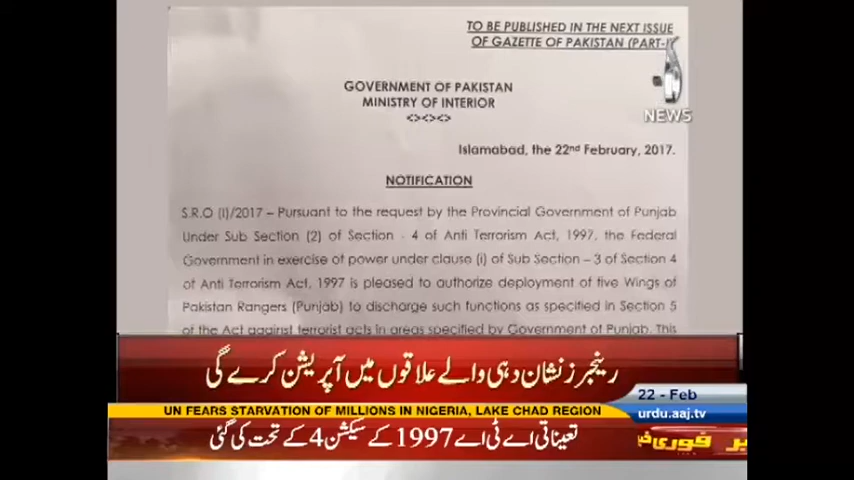 TO BE PUBLISHED IN THE NEXT ISSUE
OF GAZETTE OF PAKISTAN (PART-I)
NEWS
GOVERNMENT OF PAKISTAN
MINISTRY OF INTERIOR
<><><>
Islamabad, the 22nd February, 2017.
NOTIFICATION
S.R.O (I)/2017 – Pursuant to the request by the Provincial Government of Punjab
Under Sub Section (2) of Section - 4 of Anti Terrorism Act, 1997, the Federal
Government in exercise of power under clause (i) of Sub Section – 3 of Section 4
of Anti Terrorism Act, 1997 is pleased to authorize deployment of five Wings of
Pakistan Rangers (Punjab) to discharge such functions as specified in Section 5
of the Act against terrorist acts in areas specified by Government of Punjab. This
رینجرز نشان دہی والے علاقوں میں آپریشن کرے گی
22 - Feb
UN FEARS STARVATION OF MILLIONS IN NIGERIA, LAKE CHAD REGION
urdu.aaj.tv
تعیناتی اے ٹی اے 1997 کے سیکشن 4 کے تحت کی گئی
فوری